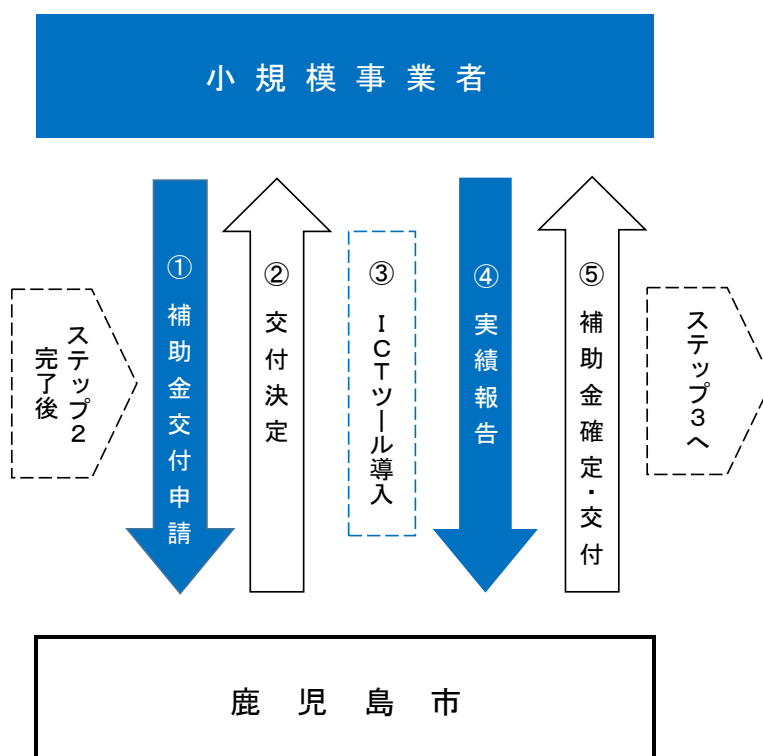 小規模事業者
ステップ2
完了後
①補助金交付申請
②交付決定
③ICTツール導入
④実績報告
⑤補助金確定・交付
ステップ3へ
鹿児島市